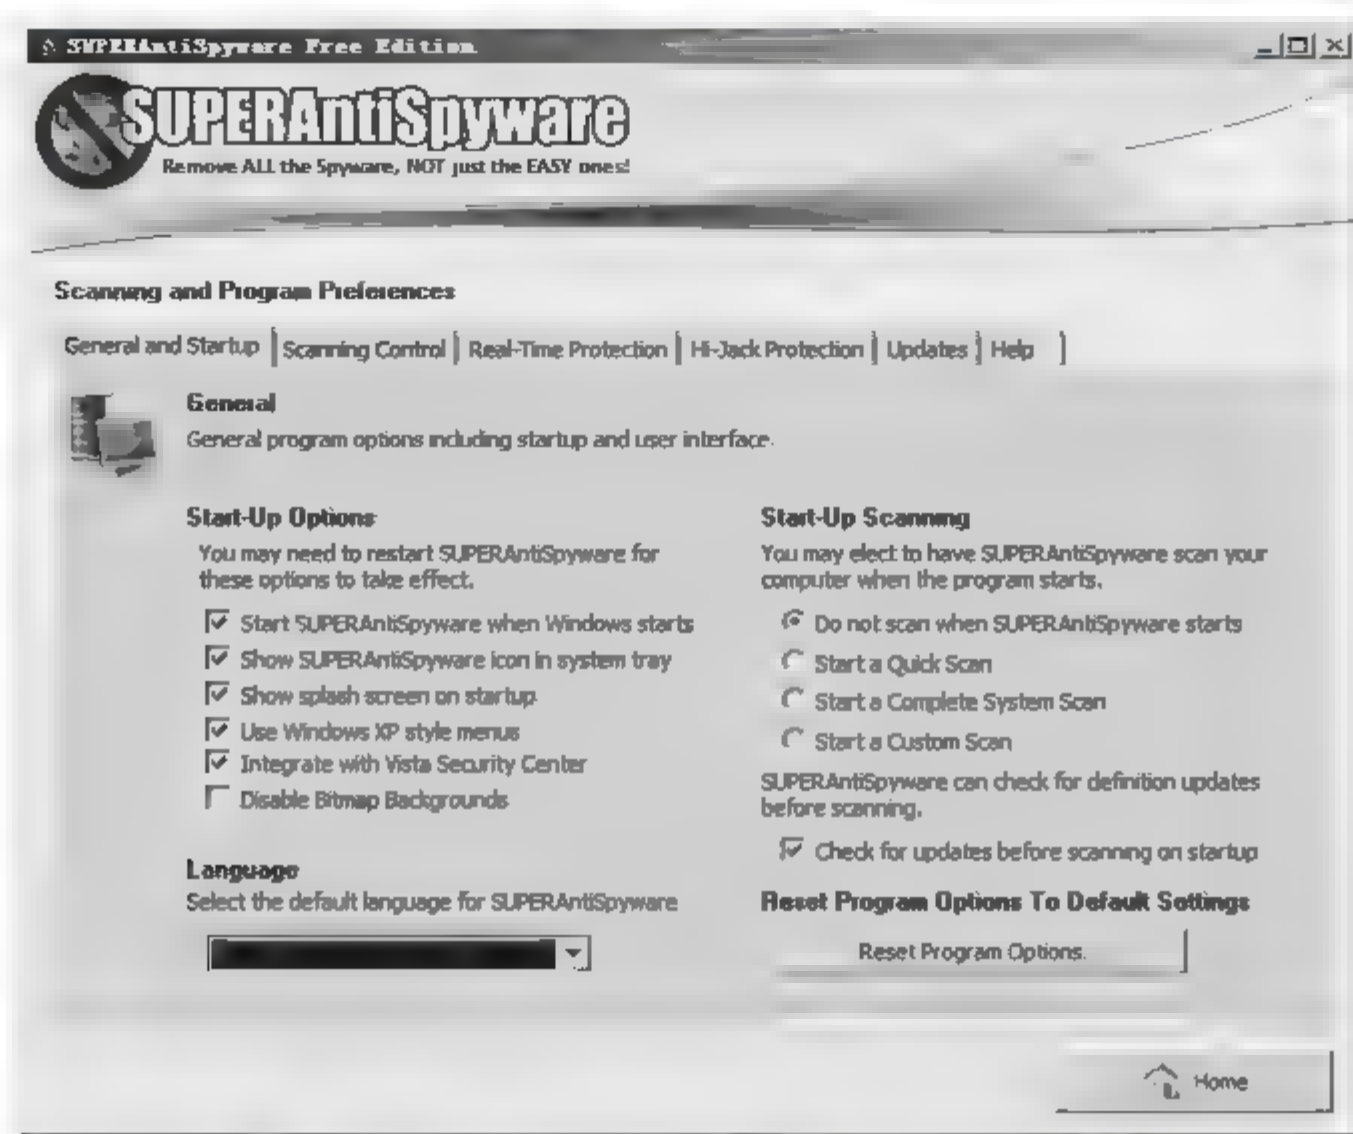 SUPERAntiSpyware Free Edition
SUPERAntiSpyware
Remove ALL the Spyware, NOT just the EASY ones!
Scanning and Program Preferences
General and Startup Scanning Control Real-Time Protection Hi-Jack Protection Updates Help
General
General program options including startup and user interface.
Start-Up Options
You may need to restart SUPERAntiSpyware for
these options to take effect.
Start SUPERAntiSpyware when Windows starts
Show SUPERAntiSpyware icon in system tray
Show splash screen on startup
Use Windows XP style menus
Integrate with Vista Security Center
Disable Bitmap Backgrounds
Language
Select the default language for SUPERAntiSpyware
Start-Up Scanning
You may elect to have SUPERAntiSpyware scan your
computer when the program starts.
Do not scan when SUPERAntiSpyware starts
Start a Quick Scan
Start a Complete System Scan
Start a Custom Scan
SUPERAntiSpyware can check for definition updates
before scanning.
Check for updates before scanning on startup
Reset Program Options To Default Settings
Reset Program Options.
Home